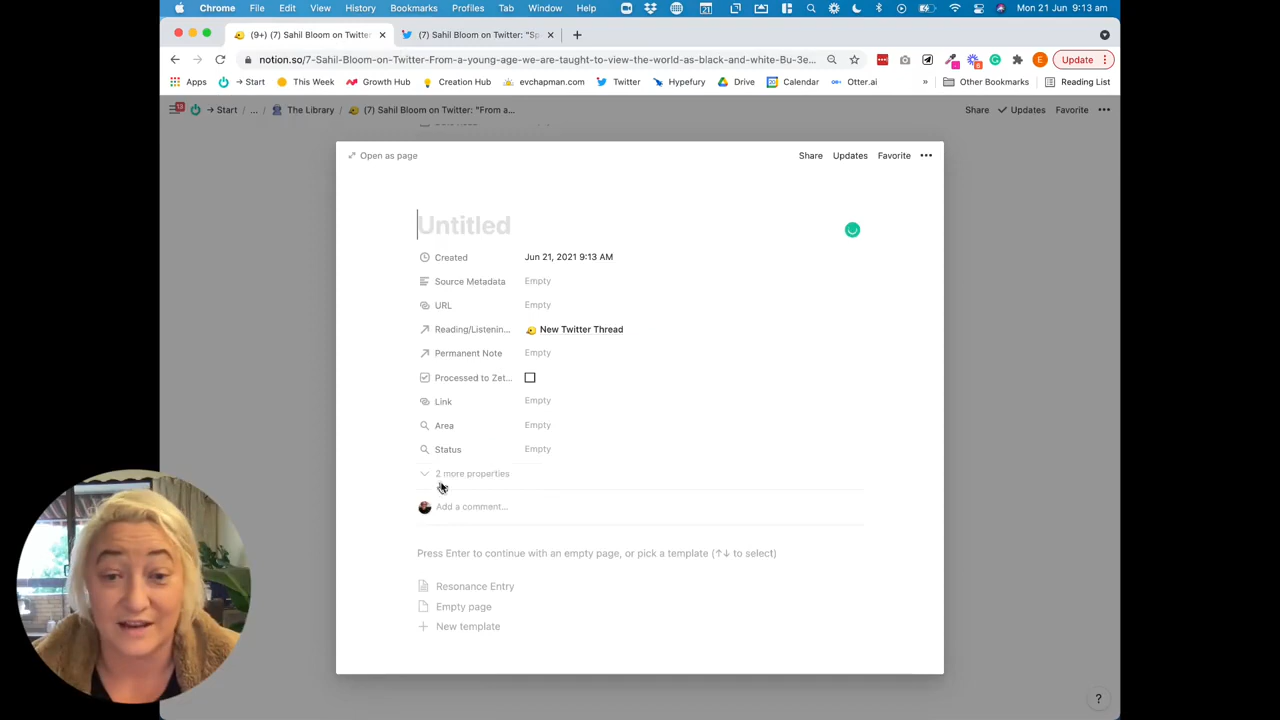 Chrome File Edit View History Bookmarks Profiles Tab Window Help Mon 21 Jun 9:13 am
(9+) (7) Sahil Bloom on Twitter
(7) Sahil Bloom on Twitter: "Sp
notion.so/7-Sahil-Bloom-on-Twitter-From-a-young-age-we-are-taught-to-view-the-world-as-black-and-white-Bu-3e... E Update
Apps → Start This Week Growth Hub Creation Hub evchapman.com Twitter Hypefury Drive Calendar Otter.ai » Other Bookmarks Reading List
→ Start ... The Library / (7) Sahil Bloom on Twitter: "From a... Share Updates Favorite •••
Open as page Share Updates Favorite •••
Untitled
Created Jun 21, 2021 9:13 AM
Source Metadata Empty
URL Empty
Reading/Listenin... New Twitter Thread
Permanent Note Empty
Processed to Zet...
Link Empty
Area Empty
Status Empty
2 more properties
Add a comment...
Press Enter to continue with an empty page, or pick a template (↑↓ to select)
Resonance Entry
Empty page
New template
?